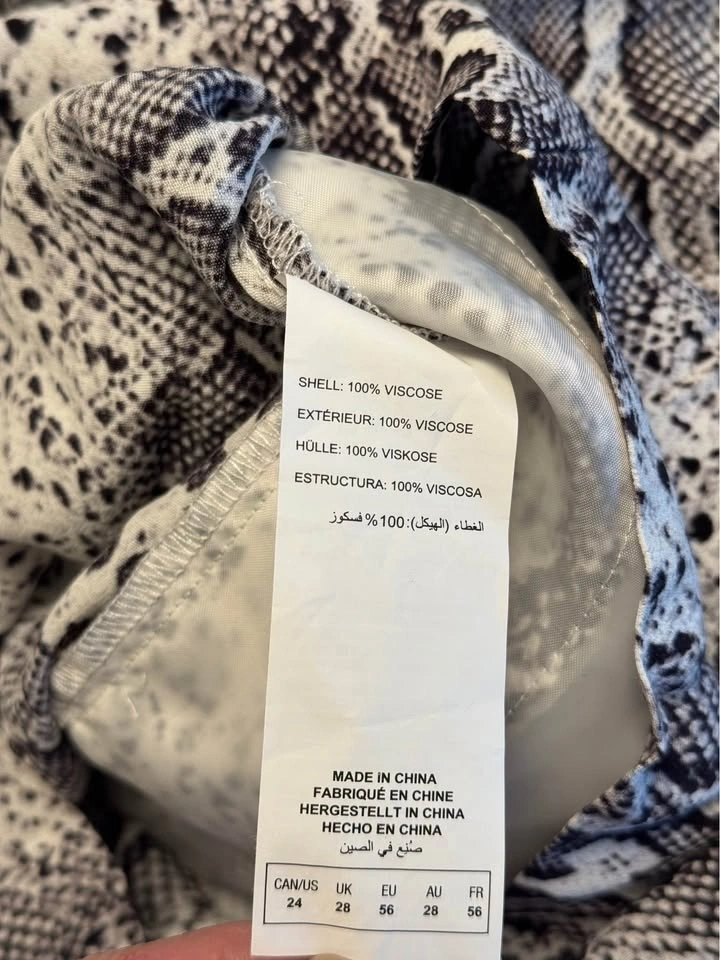 SHELL: 100% VISCOSE
EXTÉRIEUR: 100% VISCOSE
HÜLLE: 100% VISKOSE
ESTRUCTURA: 100% VISCOSA
الغطاء (الهيكل): 100% فسكوز
MADE IN CHINA
FABRIQUÉ EN CHINE
HERGESTELLT IN CHINA
HECHO EN CHINA
صُنِع في الصين
CAN/US UK EU AU FR
24 28 56 28 56